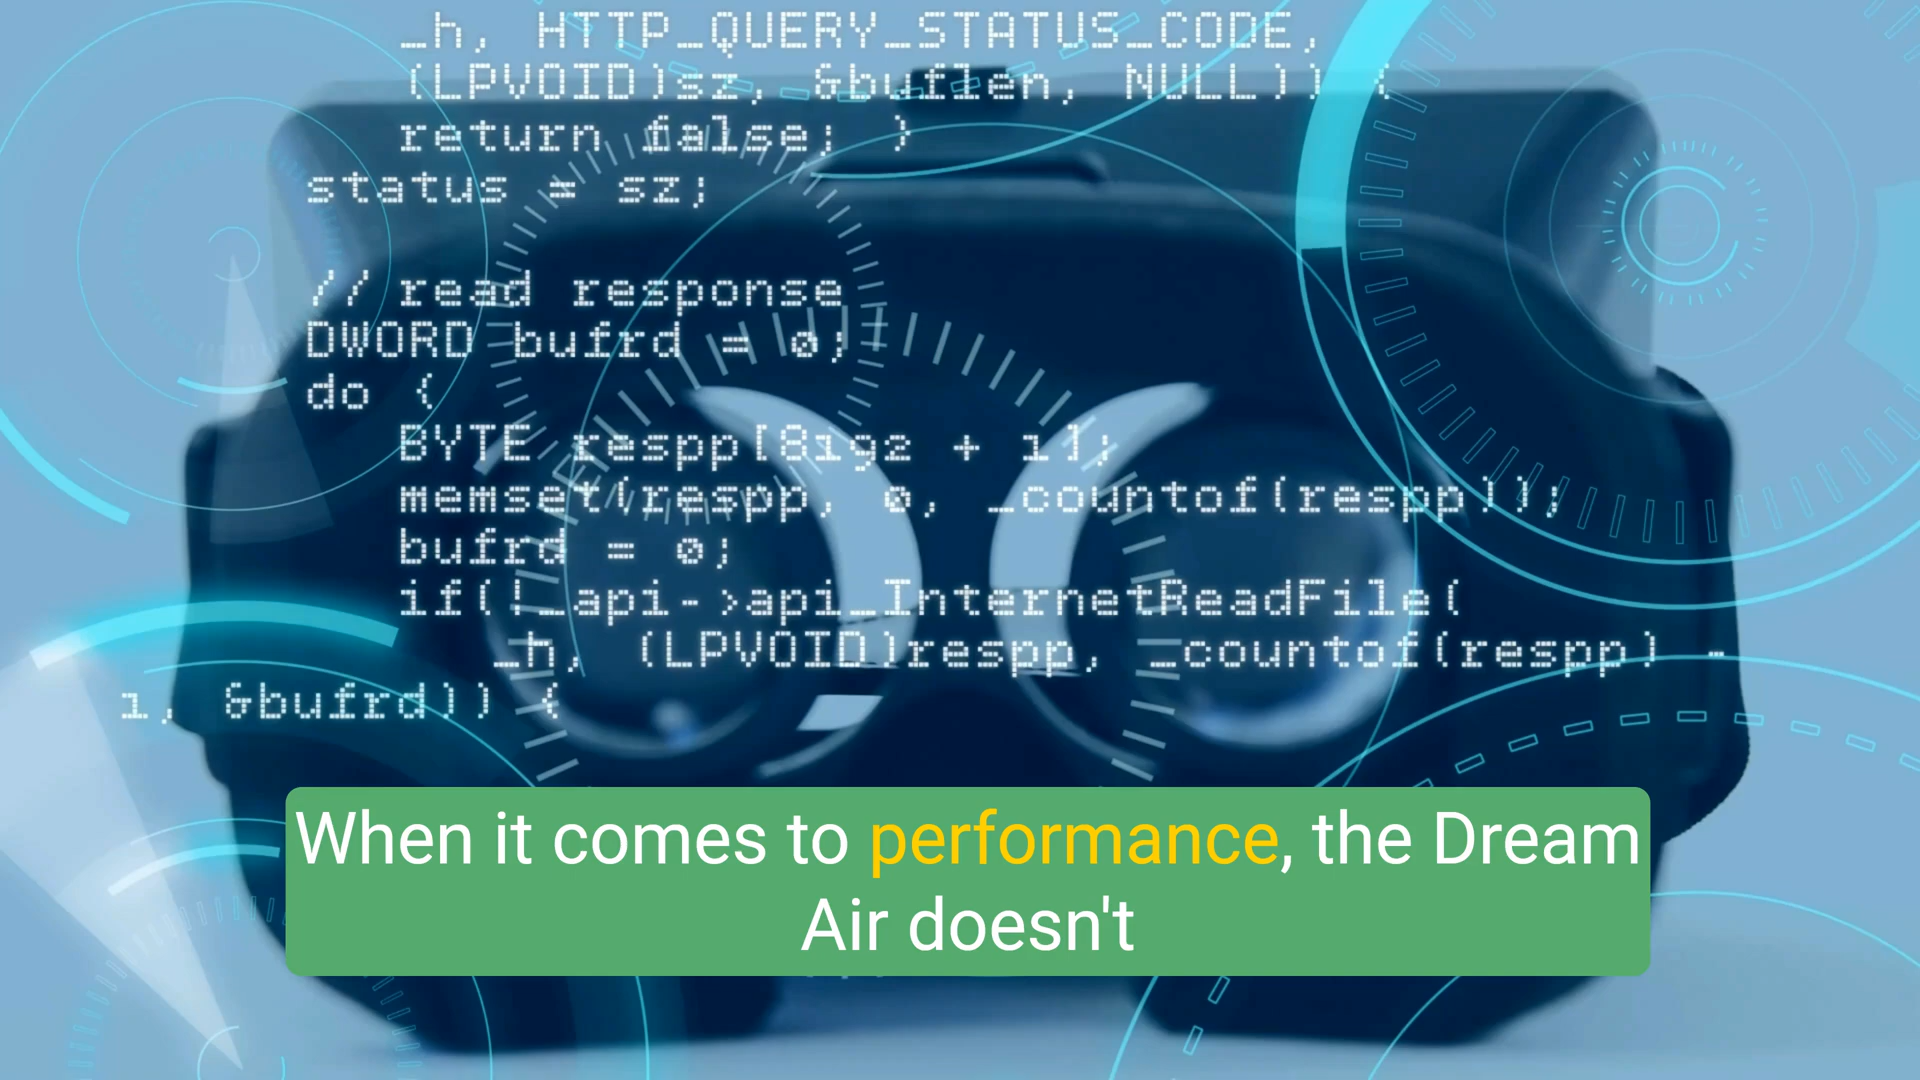 _h, HTTP_QUERY_STATUS_CODE,
(LPVOID)sz, &buflen, NULL)) {
return false; }
status = sz;
// read response
DWORD bufrd = 0;
do {
BYTE respp[8192 + 1];
memset(respp, 0, _countof(respp));
bufrd = 0;
if(!_api->api_InternetReadFile(
_h, (LPVOID)respp, _countof(respp) -
1, &bufrd)) {
When it comes to performance, the Dream
Air doesn't